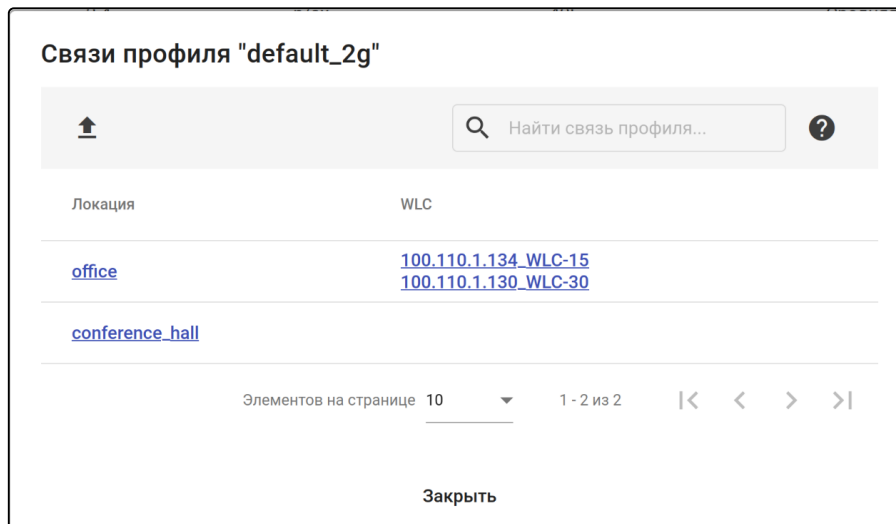 Связи профиля "default_2g"
Найти связь профиля...
Локация WLC
office 100.110.1.134_WLC-15
100.110.1.130_WLC-30
conference_hall
Элементов на странице 10 1 - 2 из 2
Закрыть